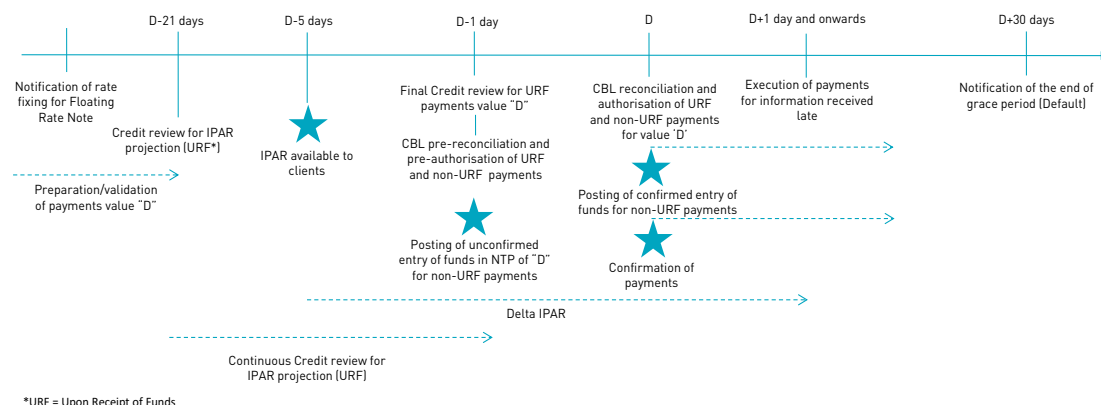 D-21 days
D-5 days
D-1 day
D
D+1 day and onwards
D+30 days
Notification of rate
fixing for Floating
Rate Note
Credit review for IPAR
projection (URF*)
Preparation/validation
of payments value “D”
IPAR available to
clients
Final Credit review for URF
payments value “D”
CBL pre-reconciliation and
pre-authorisation of URF
and non-URF payments
Posting of unconfirmed
entry of funds in NTP of “D”
for non-URF payments
CBL reconciliation and
authorisation of URF
and non-URF payments
for value ‘D’
Posting of confirmed entry of
funds for non-URF payments
Confirmation of
payments
Execution of payments
for information received
late
Notification of the end of
grace period (Default)
Delta IPAR
Continuous Credit review for
IPAR projection (URF)
*URF = Upon Receipt of Funds